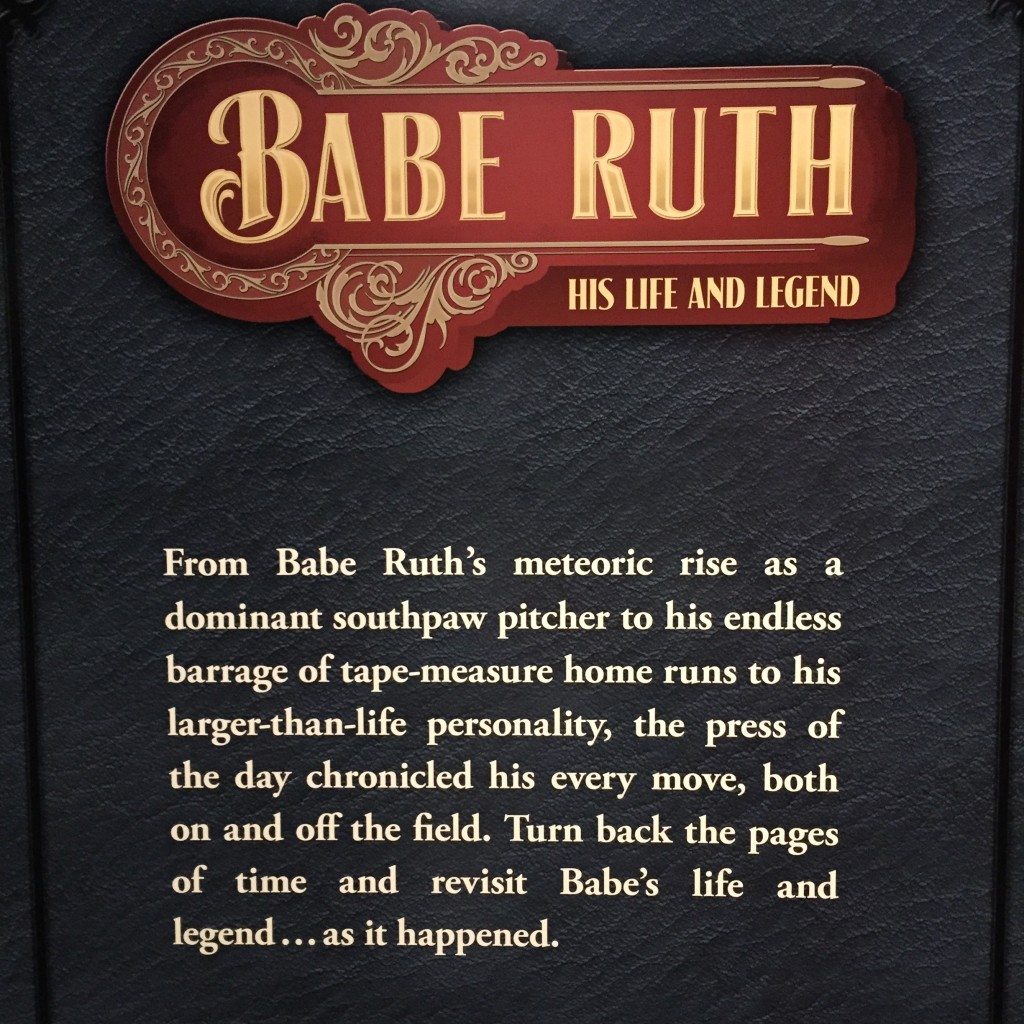 BABE RUTH
HIS LIFE AND LEGEND
From Babe Ruth’s meteoric rise as a
dominant southpaw pitcher to his endless
barrage of tape-measure home runs to his
larger-than-life personality, the press of
the day chronicled his every move, both
on and off the field. Turn back the pages
of time and revisit Babe’s life and
legend…as it happened.